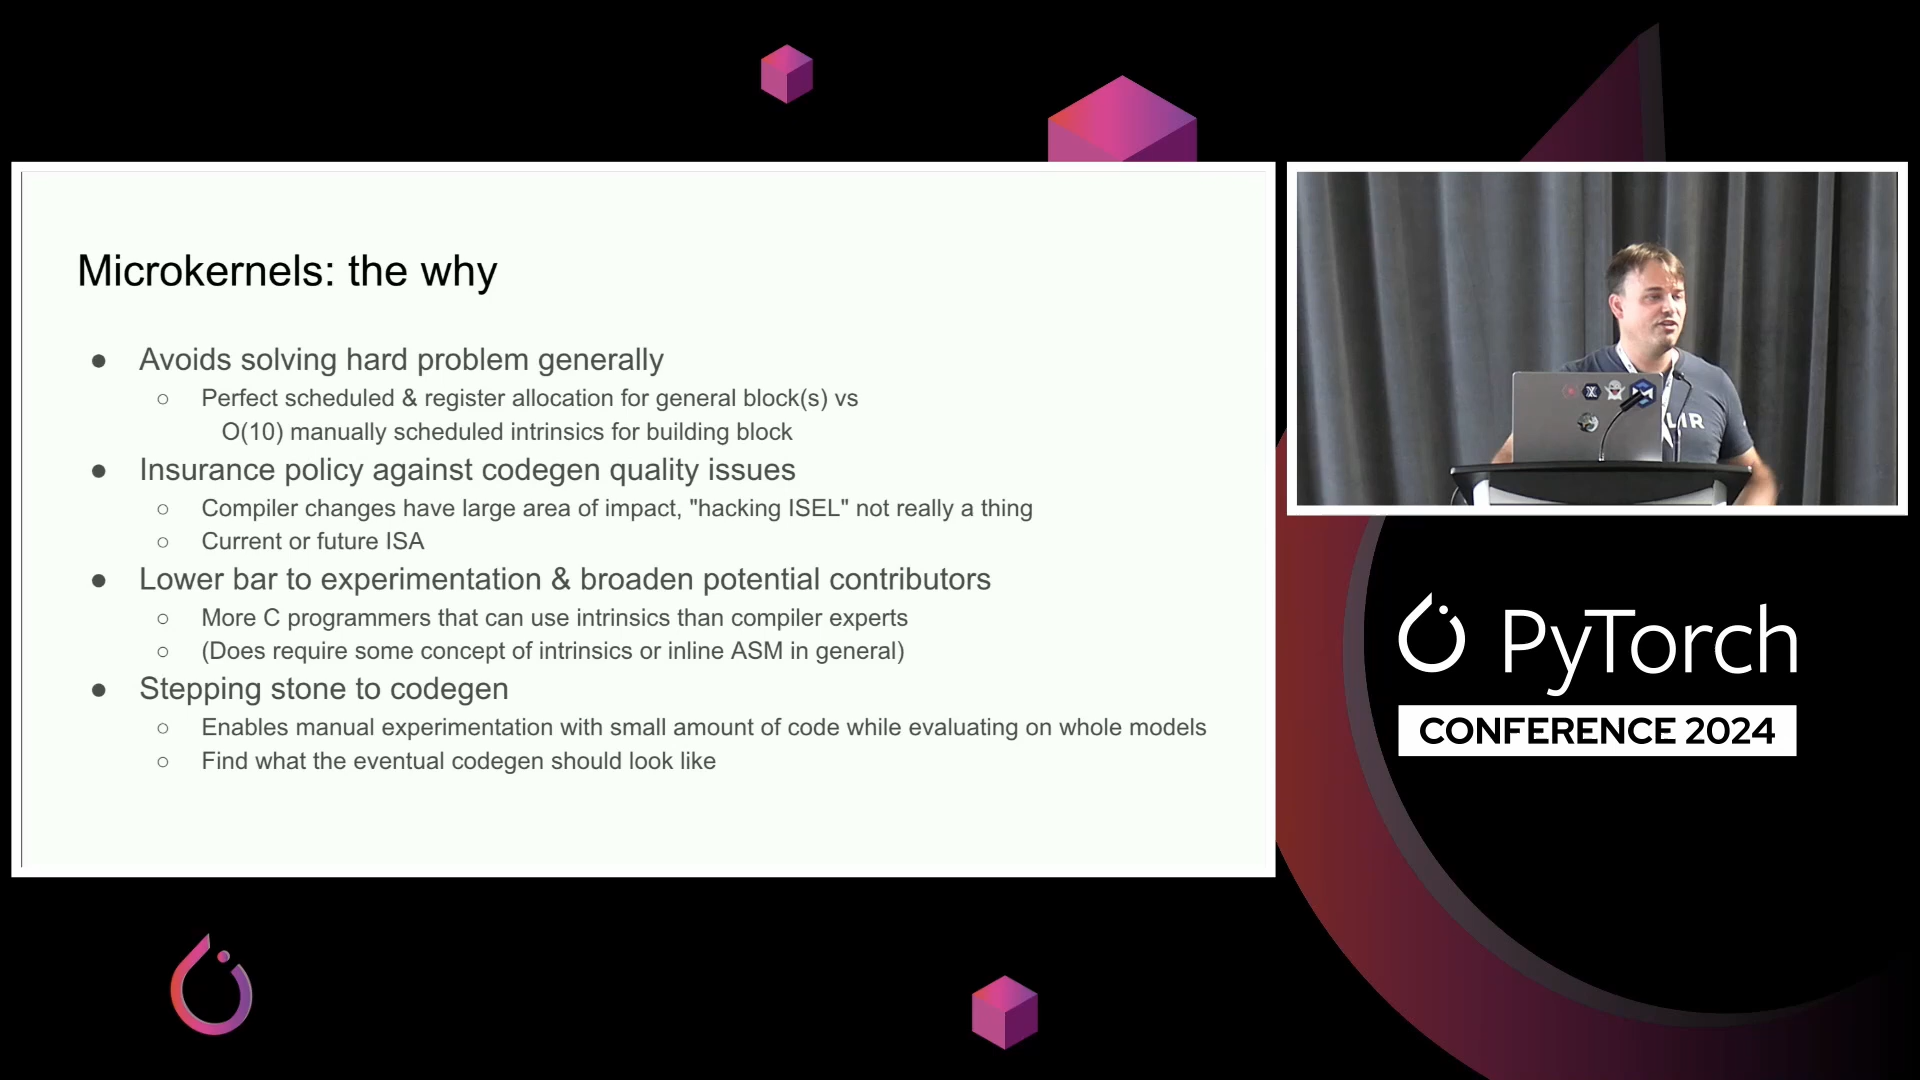 Microkernels: the why
● Avoids solving hard problem generally
○ Perfect scheduled & register allocation for general block(s) vs
O(10) manually scheduled intrinsics for building block
● Insurance policy against codegen quality issues
○ Compiler changes have large area of impact, "hacking ISEL" not really a thing
○ Current or future ISA
● Lower bar to experimentation & broaden potential contributors
○ More C programmers that can use intrinsics than compiler experts
○ (Does require some concept of intrinsics or inline ASM in general)
● Stepping stone to codegen
○ Enables manual experimentation with small amount of code while evaluating on whole models
○ Find what the eventual codegen should look like
PyTorch
CONFERENCE 2024